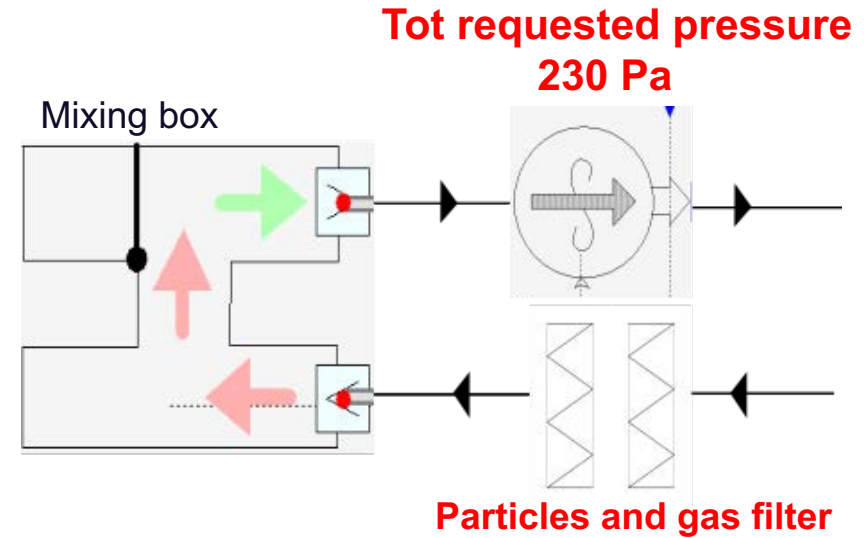 Tot requested pressure
230 Pa
Mixing box
Particles and gas filter